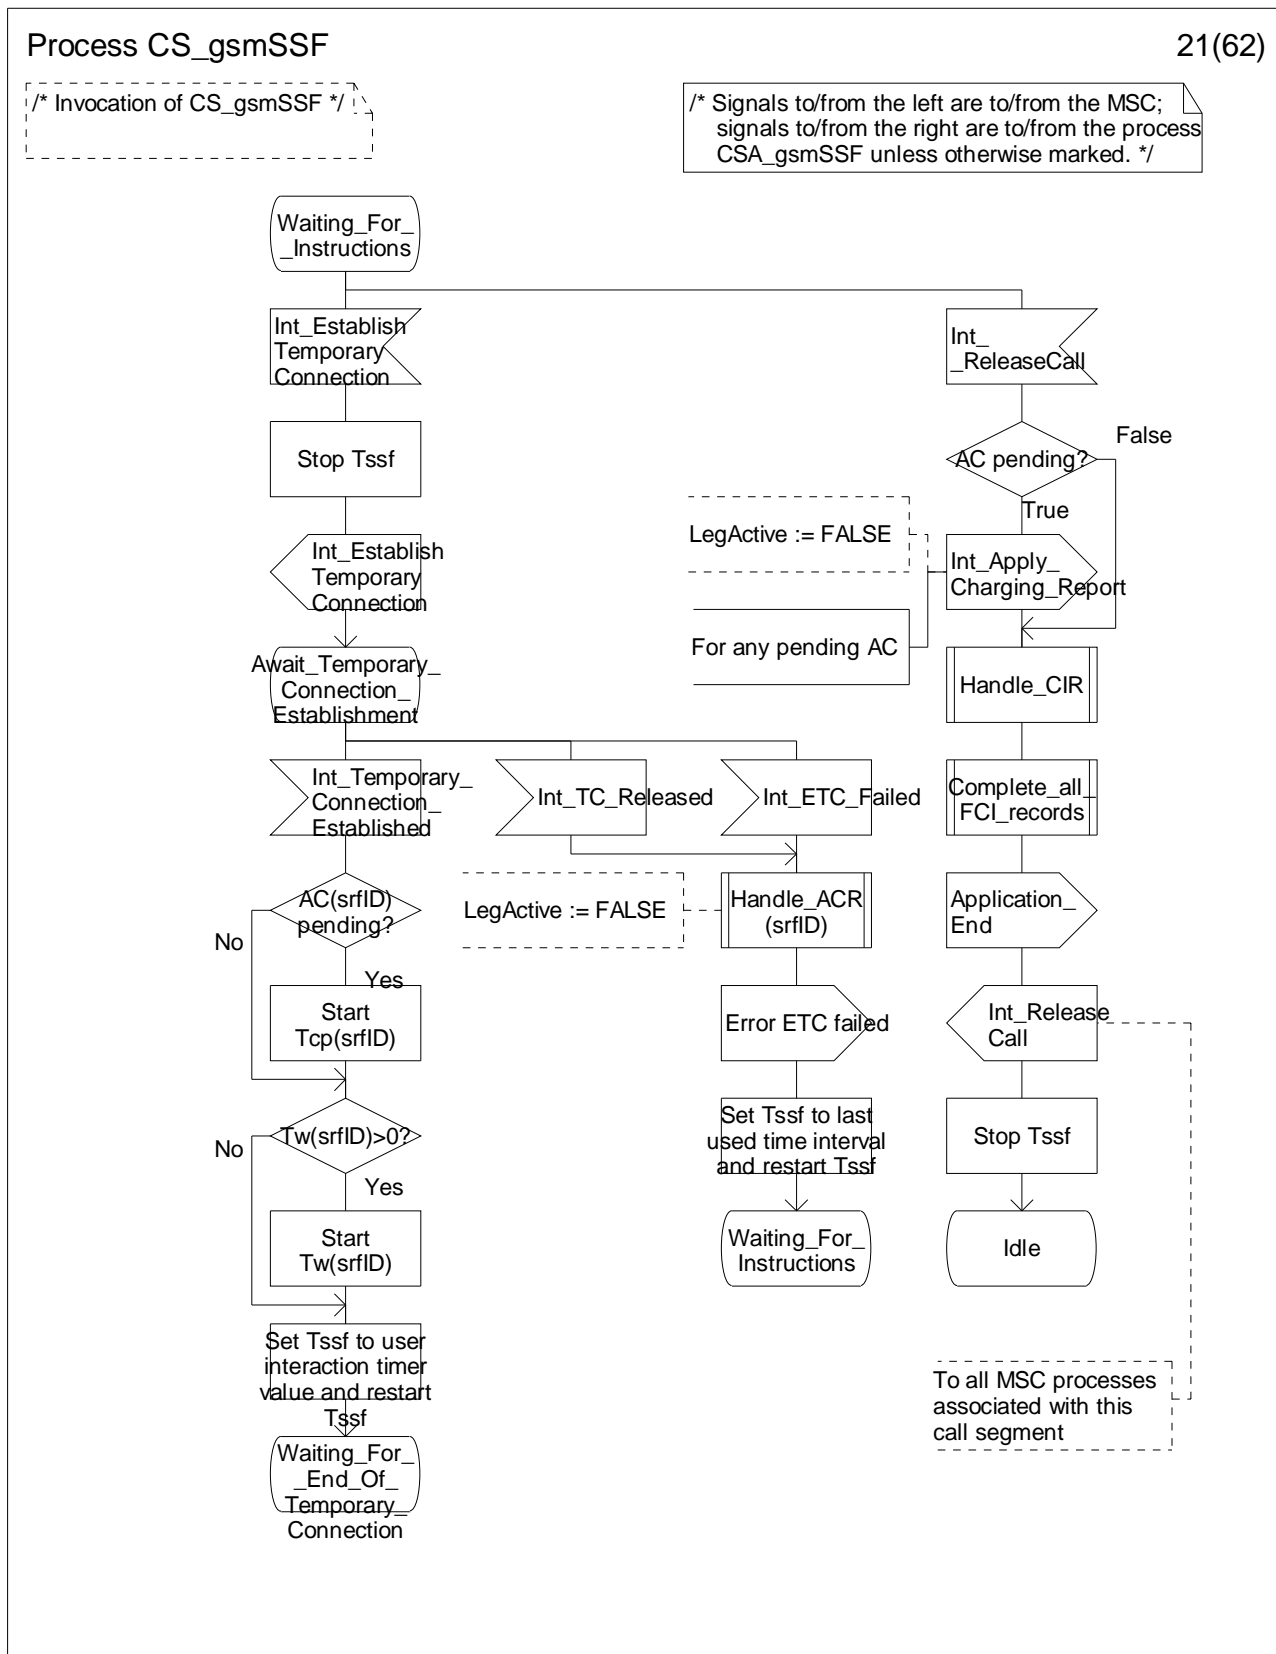 Process CS_gsmSSF
21(62)
/* Invocation of CS_gsmSSF */
/* Signals to/from the left are to/from the MSC;
signals to/from the right are to/from the process
CSA_gsmSSF unless otherwise marked. */
Waiting_For_
_Instructions
Int_Establish
Temporary
Connection
Stop Tssf
Int_Establish
Temporary
Connection
Await_Temporary_
Connection_
Establishment
Int_Temporary_
Connection_
Established
AC(srfID)
pending?
No
Yes
Start
Tcp(srfID)
Tw(srfID)>0?
No
Yes
Start
Tw(srfID)
Set Tssf to user
interaction timer
value and restart
Tssf
Waiting_For_
_End_Of_
Temporary_
Connection
Int_TC_Released
Int_ETC_Failed
LegActive := FALSE
Handle_ACR
(srfID)
Error ETC failed
Set Tssf to last
used time interval
and restart Tssf
Waiting_For_
Instructions
Int_
_ReleaseCall
AC pending?
False
True
LegActive := FALSE
Int_Apply_
Charging_Report
For any pending AC
Handle_CIR
Complete_all_
FCI_records
Application_
End
Int_Release
Call
Stop Tssf
Idle
To all MSC processes
associated with this
call segment